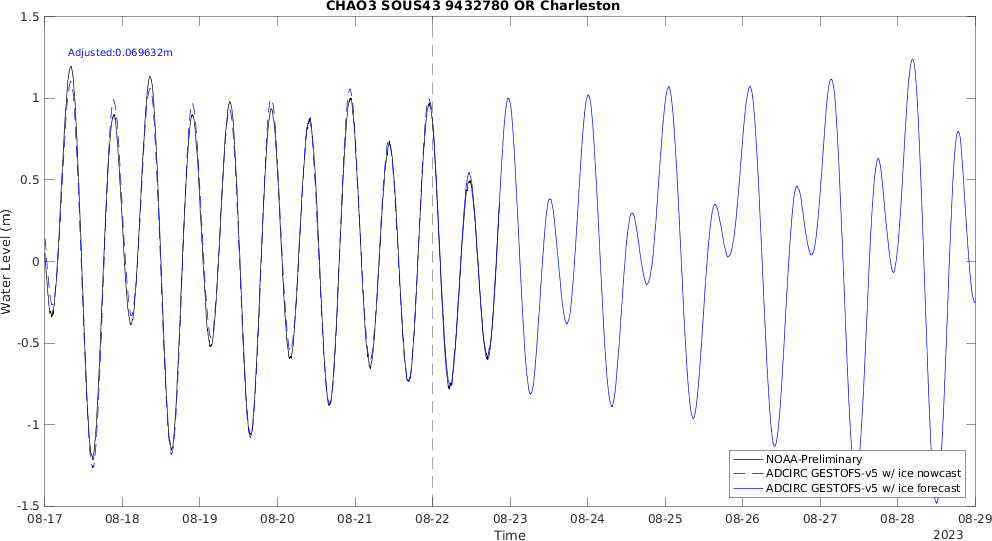 CHAO3 SOUS43 9432780 OR Charleston
Adjusted:0.069632m
1.5
1
0.5
0
-0.5
-1
-1.5
Water Level (m)
NOAA-Preliminary
ADCIRC GESTOFS-v5 w/ ice nowcast
ADCIRC GESTOFS-v5 w/ ice forecast
08-17 08-18 08-19 08-20 08-21 08-22 08-23 08-24 08-25 08-26 08-27 08-28 08-29
Time
2023